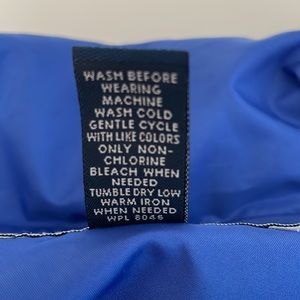 WASH BEFORE
WEARING
MACHINE
WASH COLD
GENTLE CYCLE
WITH LIKE COLORS
ONLY NON-
CHLORINE
BLEACH WHEN
NEEDED
TUMBLE DRY LOW
WARM IRON
WHEN NEEDED
WPL 8046